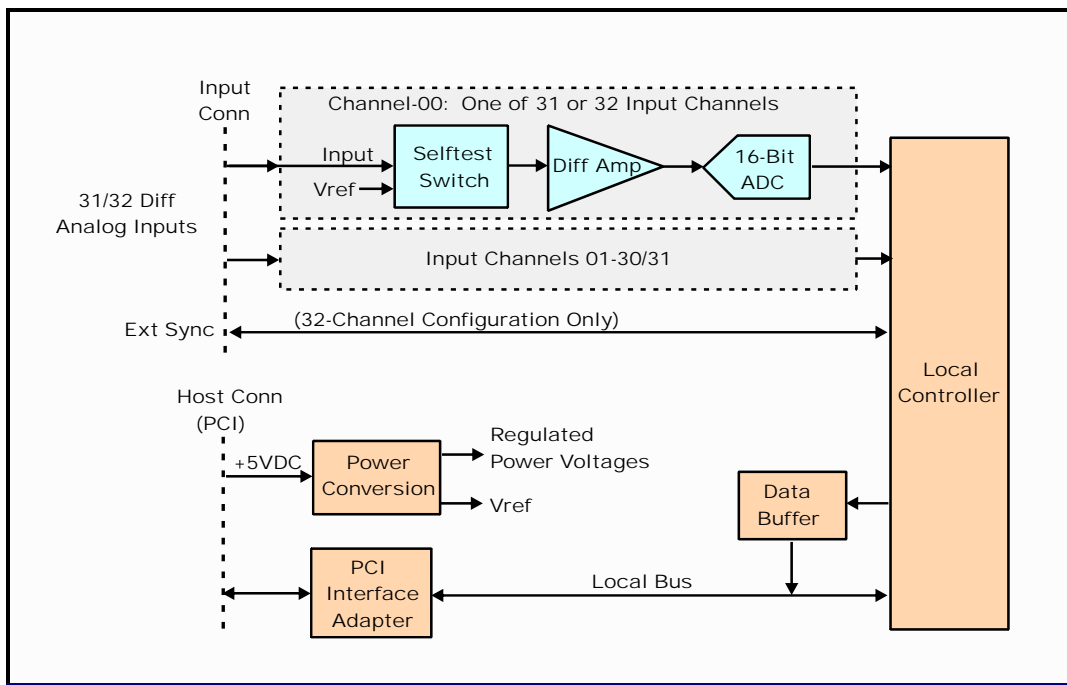 Input
Conn
Channel-00:  One of 31 or 32 Input Channels
Input
Vref
Selftest
Switch
Diff Amp
16-Bit
ADC
31/32 Diff
Analog Inputs
Input Channels 01-30/31
Ext Sync
(32-Channel Configuration Only)
Local
Controller
Host Conn
(PCI)
+5VDC
Power
Conversion
Regulated
Power Voltages
Vref
Data
Buffer
PCI
Interface
Adapter
Local Bus